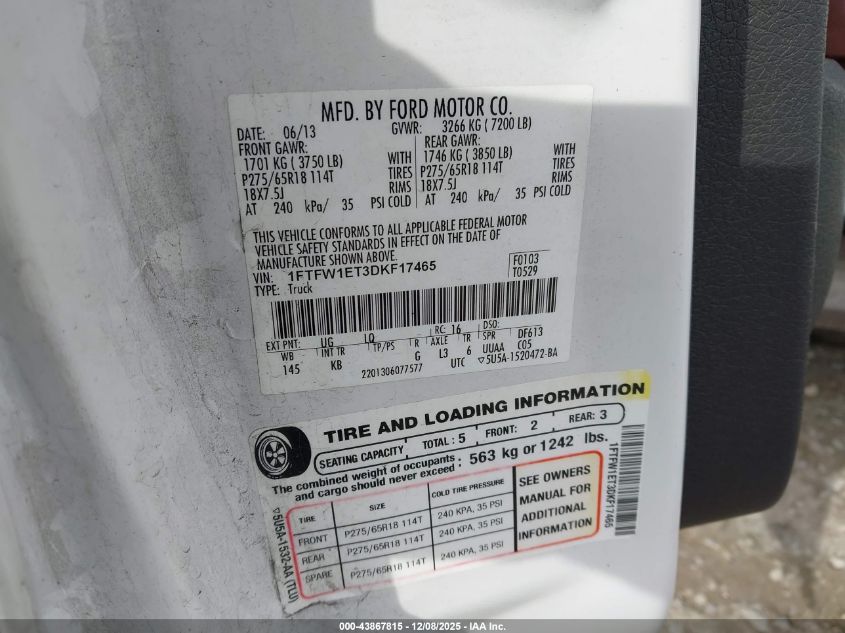 MFD. BY FORD MOTOR CO.
DATE: 06/13 GVWR: 3266 KG ( 7200 LB)
FRONT GAWR: REAR GAWR:
1701 KG ( 3750 LB) WITH 1746 KG ( 3850 LB) WITH
P275/65R18 114T TIRES P275/65R18 114T TIRES
18X7.5J RIMS 18X7.5J RIMS
AT 240 kPa/ 35 PSI COLD AT 240 kPa/ 35 PSI COLD
THIS VEHICLE CONFORMS TO ALL APPLICABLE FEDERAL MOTOR
VEHICLE SAFETY STANDARDS IN EFFECT ON THE DATE OF
MANUFACTURE SHOWN ABOVE.
VIN: 1FTFW1ET3DKF17465 F0103
TYPE: Truck T0529
EXT PNT: UG LQ RC: 16 DSO:
WB INT TR TP/PS R AXLE TR SPR DF613
145 KB G L3 6 UUAA C05
2201306077577 UTC ▽5U5A-1520472-BA
TIRE AND LOADING INFORMATION
SEATING CAPACITY TOTAL: 5 FRONT: 2 REAR: 3
The combined weight of occupants
and cargo should never exceed: 563 kg or 1242 lbs.
TIRE SIZE COLD TIRE PRESSURE
FRONT P275/65R18 114T 240 KPA, 35 PSI
REAR P275/65R18 114T 240 KPA, 35 PSI
SPARE P275/65R18 114T 240 KPA, 35 PSI
SEE OWNERS
MANUAL FOR
ADDITIONAL
INFORMATION
▽5U5A-1532-AA (TLU)
1FTFW1ET3DKF17465
000-43867815 - 12/08/2025 - IAA Inc.